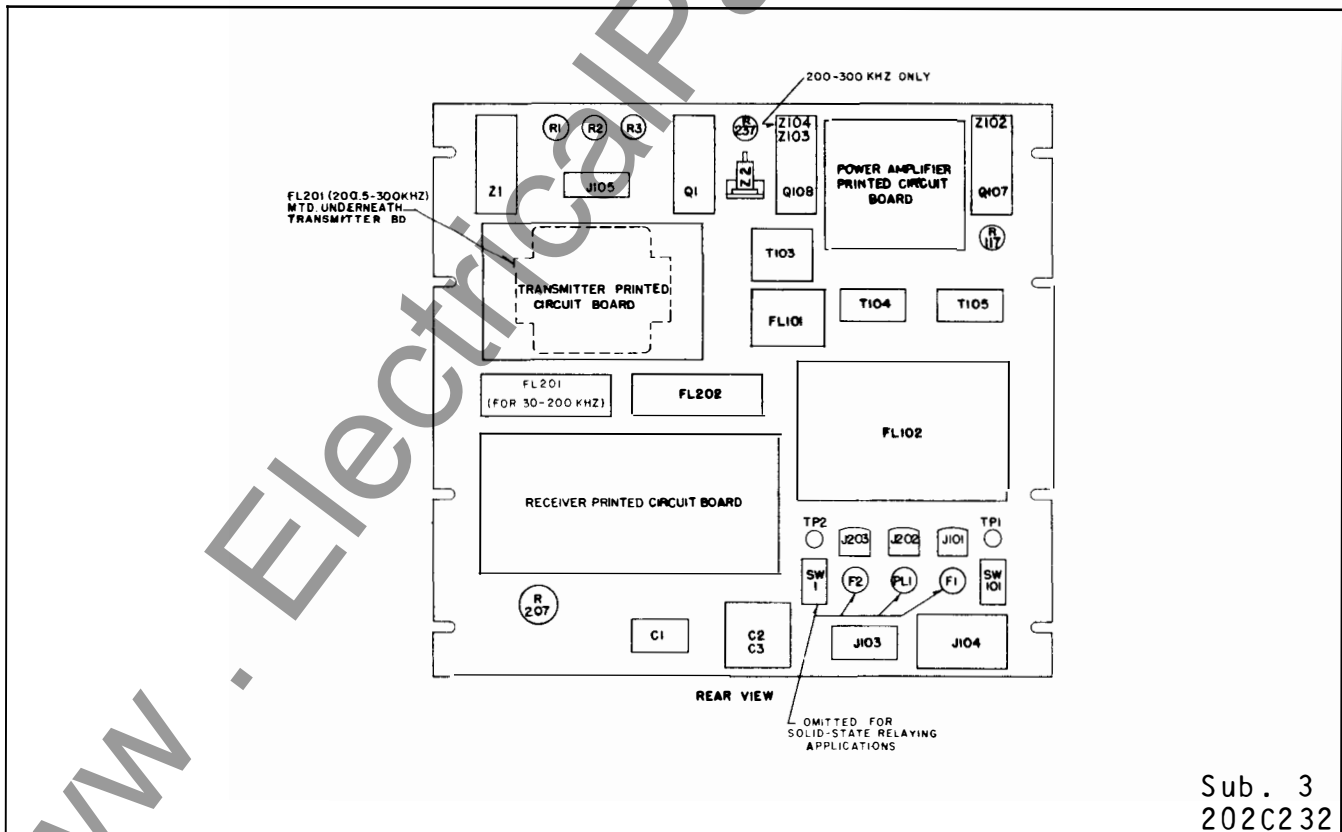 200-300 KHZ ONLY
R1
R2
R3
R
237
Z104
Z103
Z102
Z1
J105
Q1
Z2
Q108
POWER AMPLIFIER
PRINTED CIRCUIT
BOARD
Q107
R
117
FL201 (200.5-300KHZ)
MTD. UNDERNEATH
TRANSMITTER BD
T103
TRANSMITTER PRINTED
CIRCUIT BOARD
FL101
T104
T105
FL201
(FOR 30-200 KHZ)
FL202
FL102
RECEIVER PRINTED CIRCUIT BOARD
TP2
J203
J202
J101
TP1
SW
1
F2
PL1
F1
SW
101
R
207
C1
C2
C3
J103
J104
REAR VIEW
OMITTED FOR
SOLID-STATE RELAYING
APPLICATIONS
Sub. 3
202C232
www. ElectricalPa